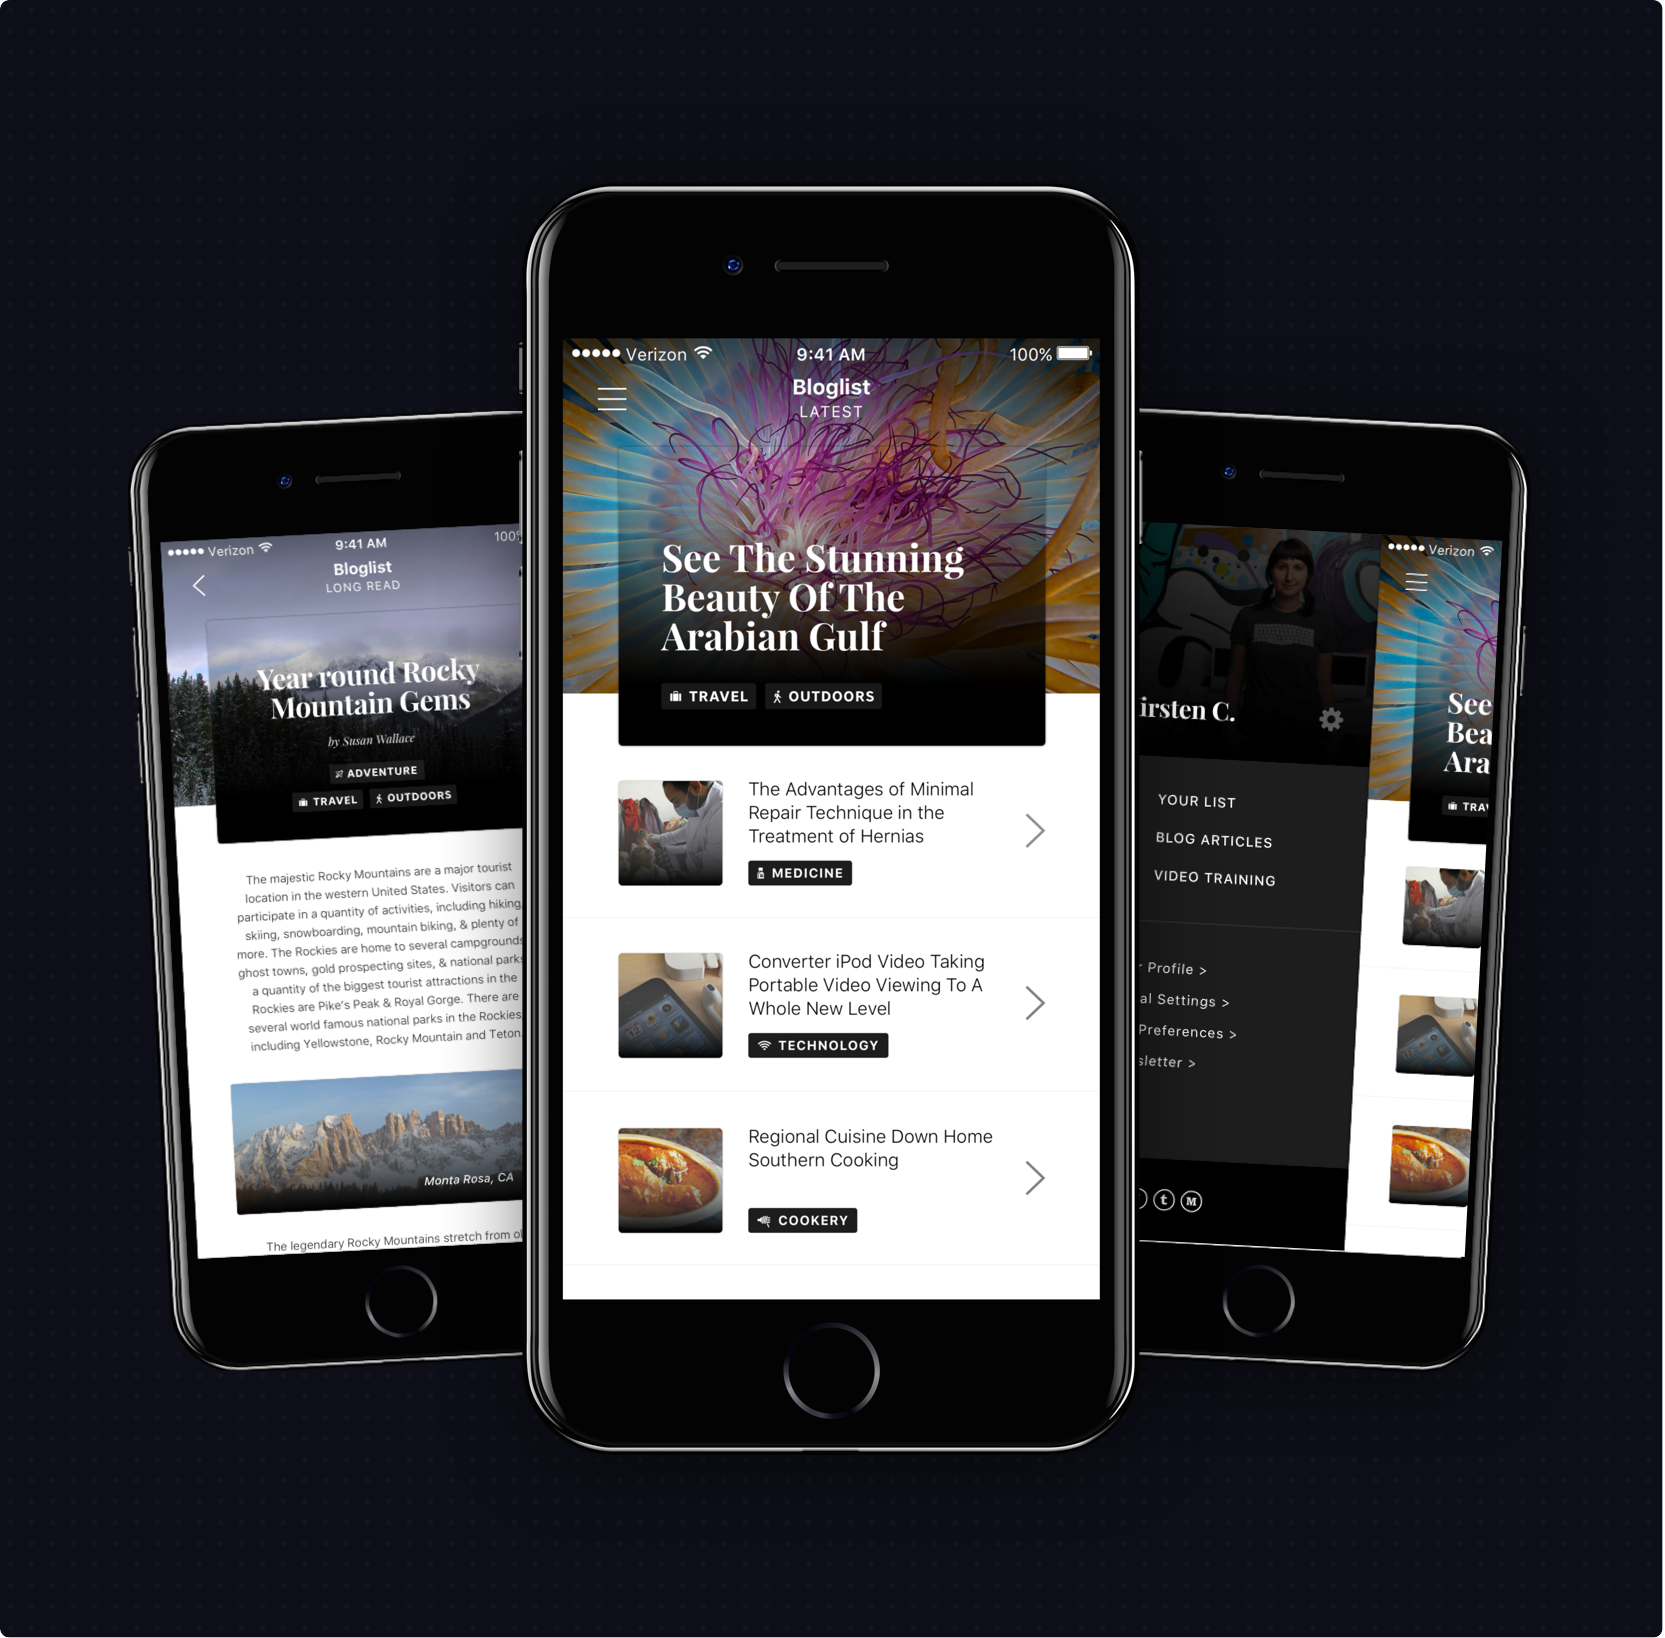 Verizon
9:41 AM
100%
Bloglist
LATEST
See The Stunning
Beauty Of The
Arabian Gulf
TRAVEL
OUTDOORS
The Advantages of Minimal
Repair Technique in the
Treatment of Hernias
MEDICINE
Converter iPod Video Taking
Portable Video Viewing To A
Whole New Level
TECHNOLOGY
Regional Cuisine Down Home
Southern Cooking
COOKERY
Verizon
9:41 AM
100
Bloglist
LONG READ
Year round Rocky
Mountain Gems
by Susan Wallace
ADVENTURE
TRAVEL
OUTDOORS
The majestic Rocky Mountains are a major tourist
location in the western United States. Visitors can
participate in a quantity of activities, including hiking,
skiing, snowboarding, mountain biking, & plenty of
more. The Rockies are home to several campgrounds
ghost towns, gold prospecting sites, & national parks
a quantity of the biggest tourist attractions in the
Rockies are Pike's Peak & Royal Gorge. There are
several world famous national parks in the Rockies,
including Yellowstone, Rocky Mountain and Teton.
Monta Rosa, CA
The legendary Rocky Mountains stretch from ol
irsten C.
YOUR LIST
BLOG ARTICLES
VIDEO TRAINING
r Profile >
al Settings >
Preferences >
sletter >
t
M
Verizon
See
Bea
Ara
TRAV